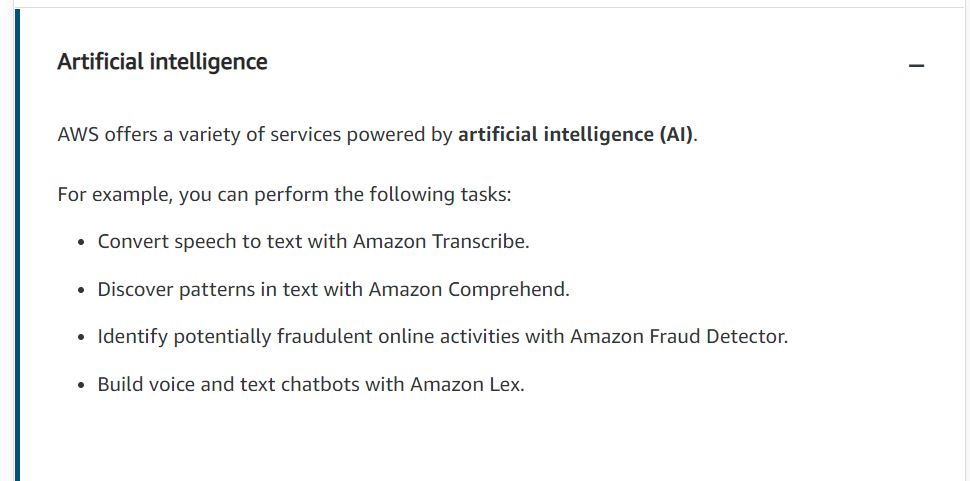 Artificial intelligence
AWS offers a variety of services powered by artificial intelligence (AI).
For example, you can perform the following tasks:
• Convert speech to text with Amazon Transcribe.
• Discover patterns in text with Amazon Comprehend.
• Identify potentially fraudulent online activities with Amazon Fraud Detector.
• Build voice and text chatbots with Amazon Lex.